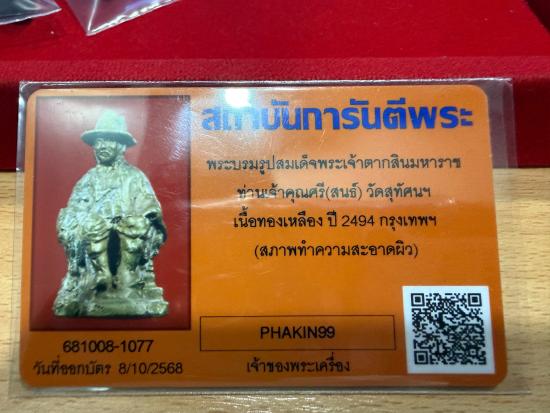 สถาบันการันตีพระ
พระบรมรูปสมเด็จพระเจ้าตากสินมหาราช
ท่านเจ้าคุณศรี(สนธ์) วัดสุทัศนฯ
เนื้อทองเหลือง ปี 2494 กรุงเทพฯ
(สภาพทำความสะอาดผิว)
PHAKIN99
เจ้าของพระเครื่อง
681008-1077
วันที่ออกบัตร 8/10/2568